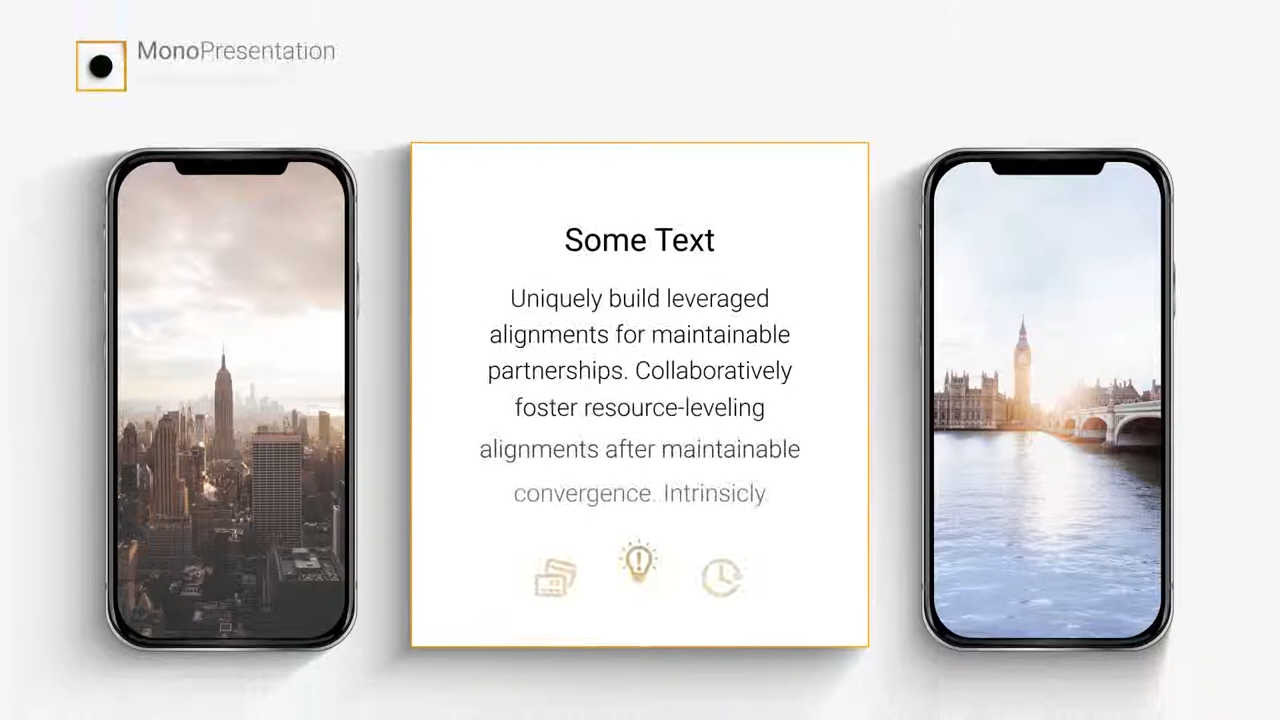 MonoPresentation
Some Text
Uniquely build leveraged
alignments for maintainable
partnerships. Collaboratively
foster resource-leveling
alignments after maintainable
convergence. Intrinsicly